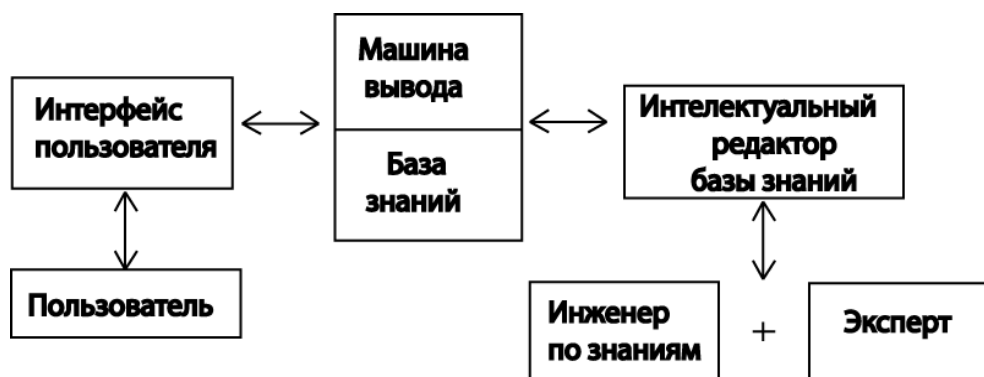 Интерфейс
пользователя
Пользователь
Машина
вывода
База
знаний
Интелектуальный
редактор
базы знаний
Инженер
по знаниям
+
Эксперт